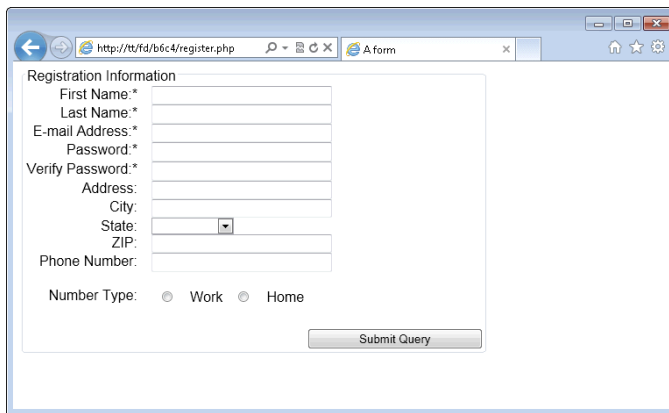 http://tt/fd/b6c4/register.php
A form
Registration Information
First Name:*
Last Name:*
E-mail Address:*
Password:*
Verify Password:*
Address:
City:
State:
ZIP:
Phone Number:
Number Type: Work Home
Submit Query